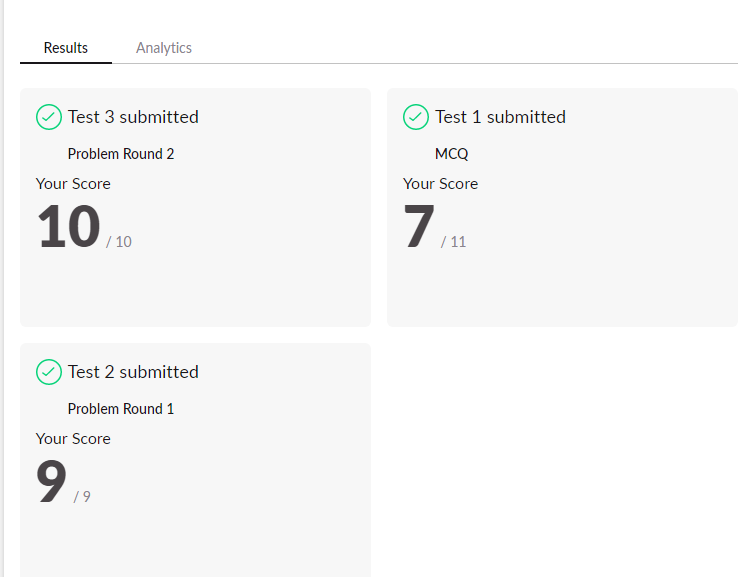 Results
Analytics
Test 3 submitted
Problem Round 2
Your Score
10 / 10
Test 1 submitted
MCQ
Your Score
7 / 11
Test 2 submitted
Problem Round 1
Your Score
9 / 9